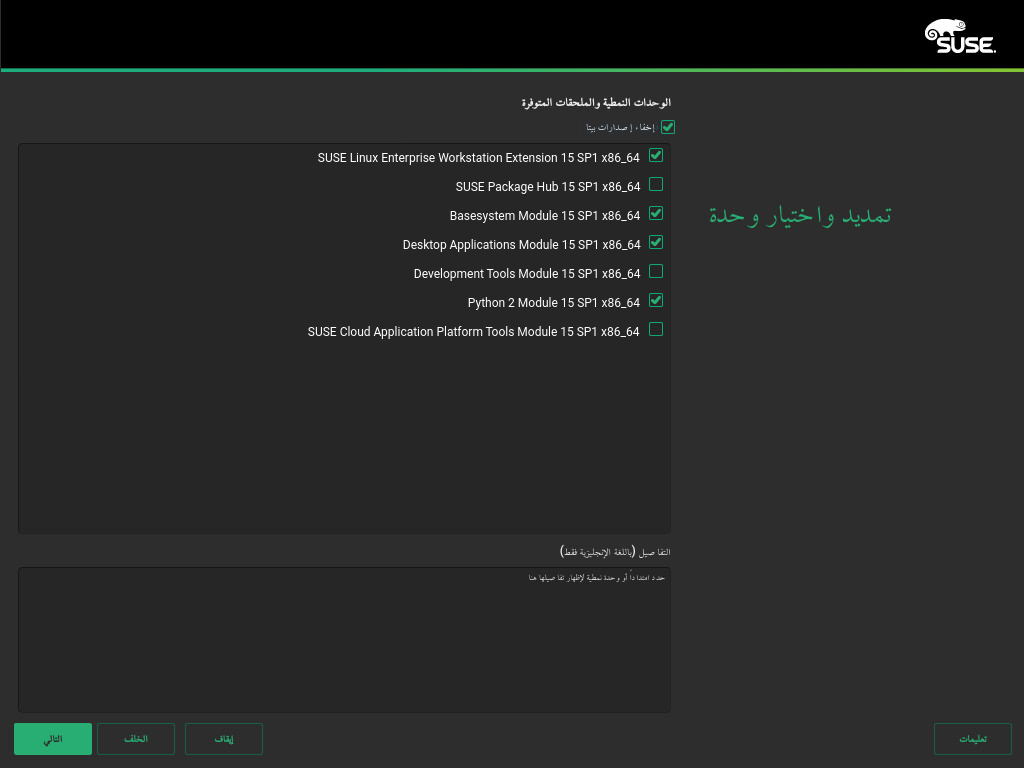 SUSE.
الوحدات النمطية والملحقات المتوفرة
إخفاء إصدارات بيتا
SUSE Linux Enterprise Workstation Extension 15 SP1 x86_64
SUSE Package Hub 15 SP1 x86_64
Basesystem Module 15 SP1 x86_64
تمديد واختيار وحدة
Desktop Applications Module 15 SP1 x86_64
Development Tools Module 15 SP1 x86_64
Python 2 Module 15 SP1 x86_64
SUSE Cloud Application Platform Tools Module 15 SP1 x86_64
التفاصيل (باللغة الإنجليزية فقط)
حدد امتدادًا أو وحدة نمطية لإظهار تفاصيلها هنا
تعليمات
إيقاف
الخلف
التالي